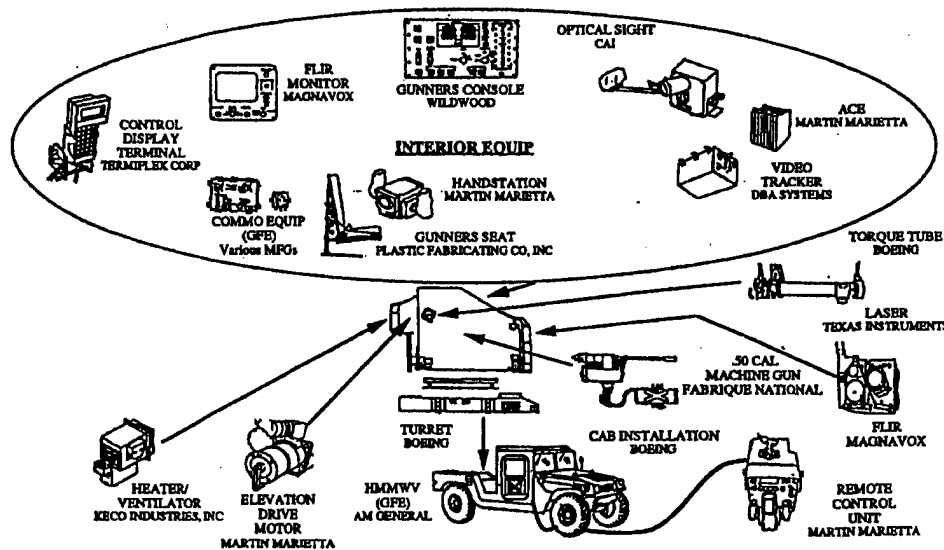 OPTICAL SIGHT
CAI
FLIR
MONITOR
MAGNAVOX
GUNNERS CONSOLE
WILDWOOD
CONTROL
DISPLAY
TERMINAL
TERMIPLEX CORP
ACE
MARTIN MARIETTA
INTERIOR EQUIP
VIDEO
TRACKER
DBA SYSTEMS
HANDSTATION
MARTIN MARIETTA
COMMO EQUIP
(GFE)
Various MFGs
GUNNERS SEAT
PLASTIC FABRICATING CO, INC
TORQUE TUBE
BOEING
LASER
TEXAS INSTRUMENTS
.50 CAL
MACHINE GUN
FABRIQUE NATIONAL
FLIR
MAGNAVOX
TURRET
BOEING
CAB INSTALLATION
BOEING
HEATER/
VENTILATOR
KECO INDUSTRIES, INC
ELEVATION
DRIVE
MOTOR
MARTIN MARIETTA
HMMWV
(GFE)
AM GENERAL
REMOTE
CONTROL
UNIT
MARTIN MARIETTA